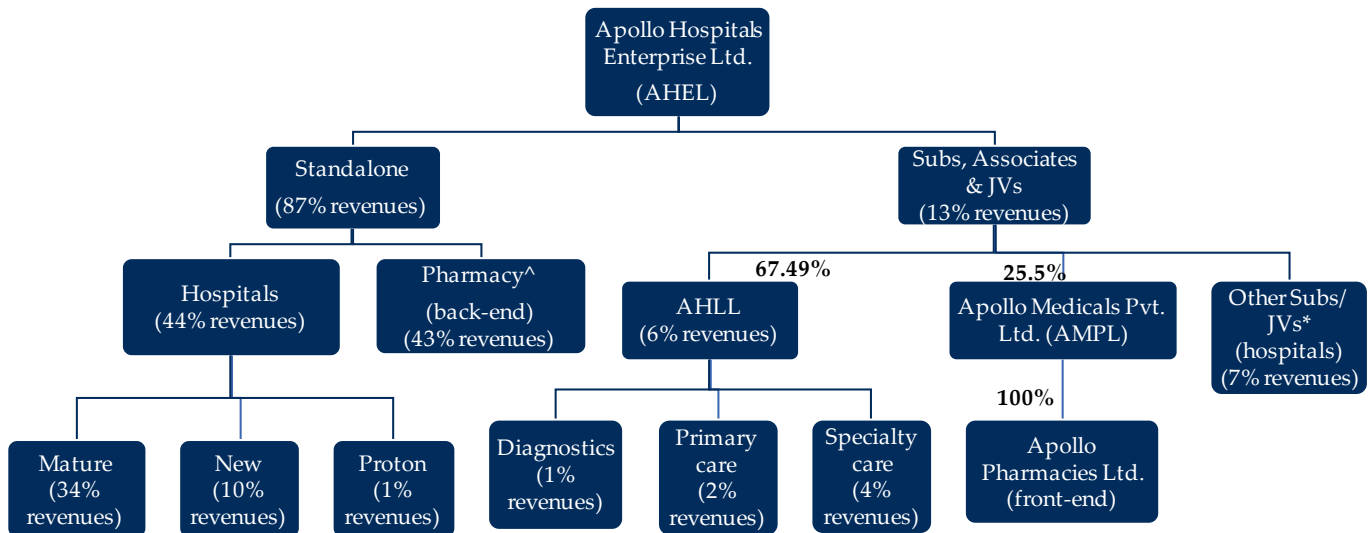 Apollo Hospitals
Enterprise Ltd.
(AHEL)
Standalone
(87% revenues)
Subs, Associates
& JVs
(13% revenues)
Hospitals
(44% revenues)
Pharmacy^
(back-end)
(43% revenues)
67.49%
AHLL
(6% revenues)
25.5%
Apollo Medicals Pvt.
Ltd. (AMPL)
Other Subs/
JVs*
(hospitals)
(7% revenues)
Mature
(34%
revenues)
New
(10%
revenues)
Proton
(1%
revenues)
Diagnostics
(1%
revenues)
Primary
care
(2%
revenues)
Specialty
care
(4%
revenues)
100%
Apollo
Pharmacies Ltd.
(front-end)